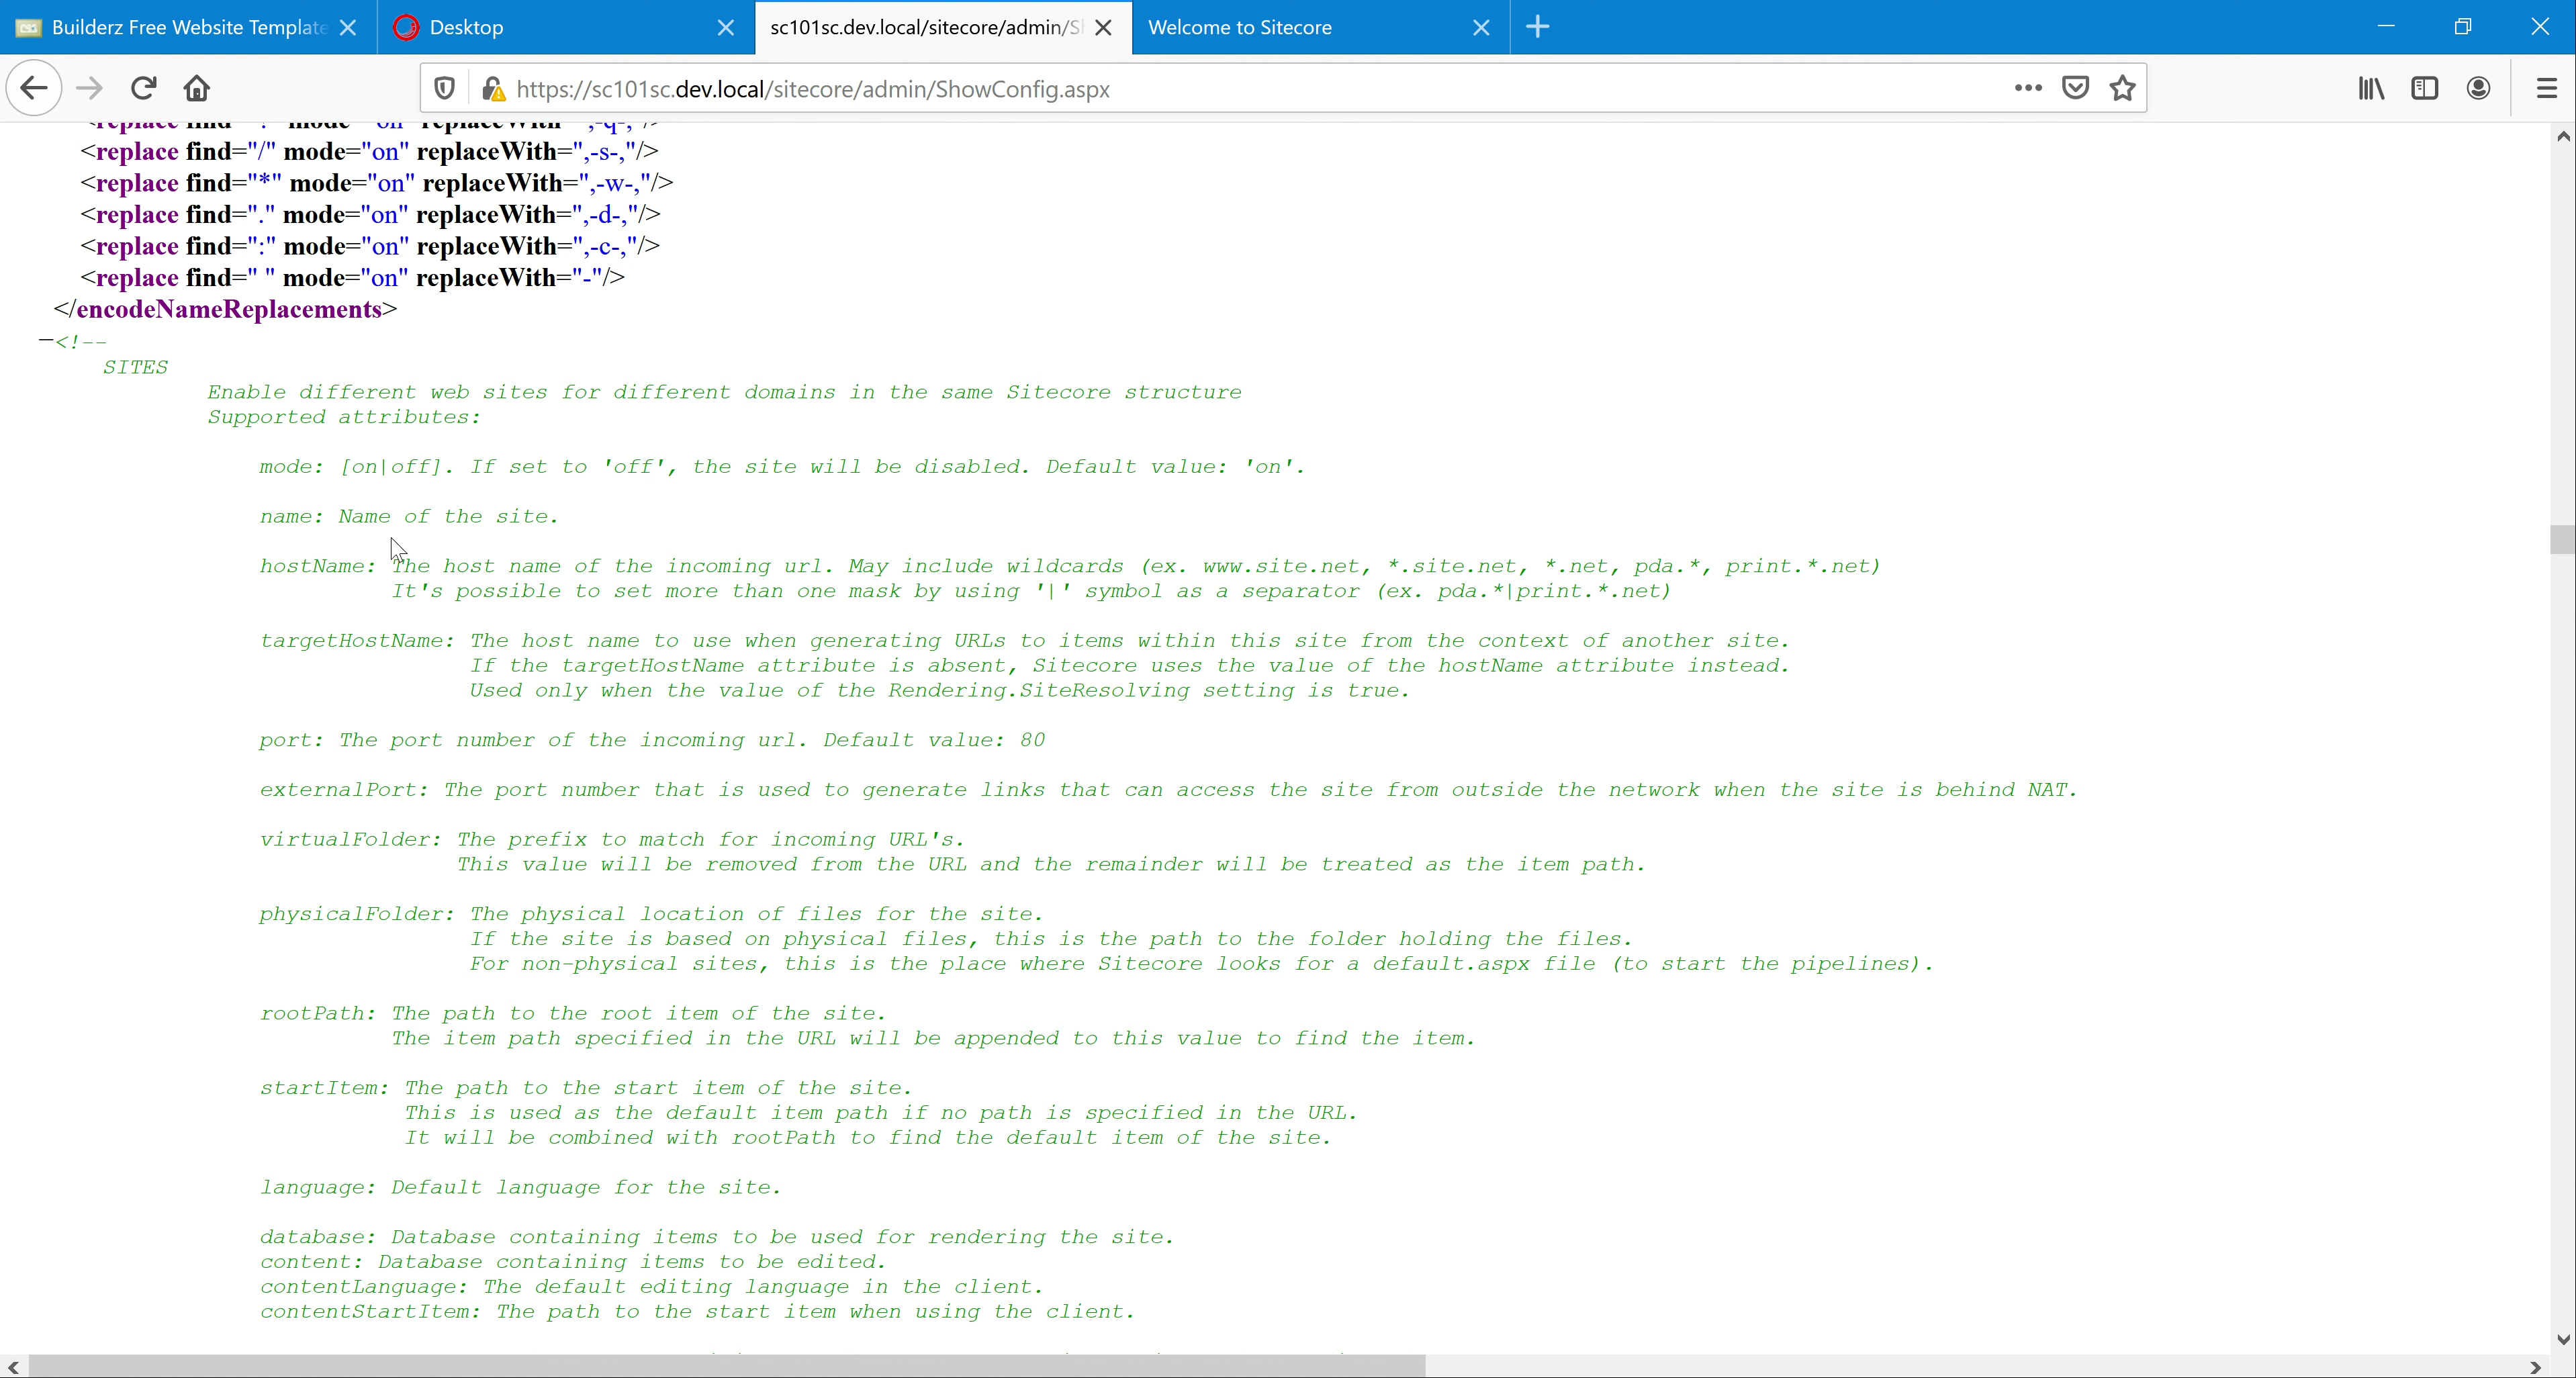 Builderz Free Website Template
Desktop
sc101sc.dev.local/sitecore/admin/S
Welcome to Sitecore
https://sc101sc.dev.local/sitecore/admin/ShowConfig.aspx
<replace find="/" mode="on" replaceWith=",-s-,"/>
<replace find="*" mode="on" replaceWith=",-w-,"/>
<replace find="." mode="on" replaceWith=",-d-,"/>
<replace find=":" mode="on" replaceWith=",-c-,"/>
<replace find=" " mode="on" replaceWith="-"/>
</encodeNameReplacements>
−<!--
SITES
Enable different web sites for different domains in the same Sitecore structure
Supported attributes:
mode: [on|off]. If set to 'off', the site will be disabled. Default value: 'on'.
name: Name of the site.
hostName: The host name of the incoming url. May include wildcards (ex. www.site.net, *.site.net, *.net, pda.*, print.*.net)
It's possible to set more than one mask by using '|' symbol as a separator (ex. pda.*|print.*.net)
targetHostName: The host name to use when generating URLs to items within this site from the context of another site.
If the targetHostName attribute is absent, Sitecore uses the value of the hostName attribute instead.
Used only when the value of the Rendering.SiteResolving setting is true.
port: The port number of the incoming url. Default value: 80
externalPort: The port number that is used to generate links that can access the site from outside the network when the site is behind NAT.
virtualFolder: The prefix to match for incoming URL's.
This value will be removed from the URL and the remainder will be treated as the item path.
physicalFolder: The physical location of files for the site.
If the site is based on physical files, this is the path to the folder holding the files.
For non-physical sites, this is the place where Sitecore looks for a default.aspx file (to start the pipelines).
rootPath: The path to the root item of the site.
The item path specified in the URL will be appended to this value to find the item.
startItem: The path to the start item of the site.
This is used as the default item path if no path is specified in the URL.
It will be combined with rootPath to find the default item of the site.
language: Default language for the site.
database: Database containing items to be used for rendering the site.
content: Database containing items to be edited.
contentLanguage: The default editing language in the client.
contentStartItem: The path to the start item when using the client.